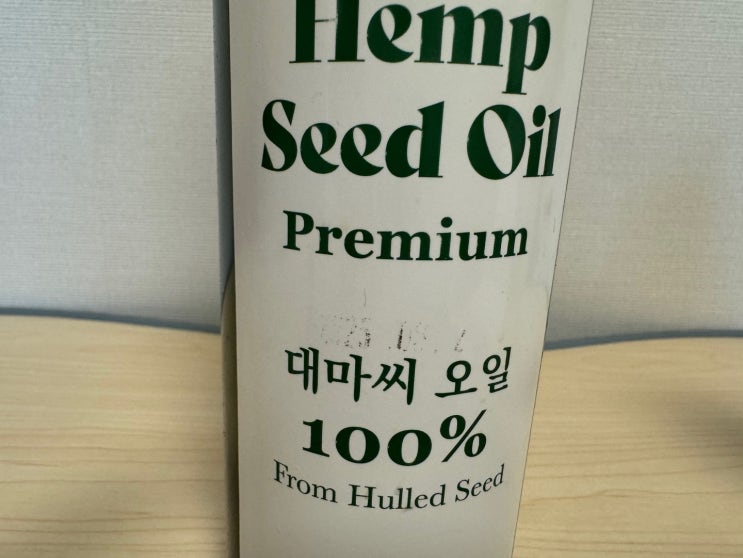 Hemp
Seed Oil
Premium
대마씨 오일
100%
From Hulled Seed